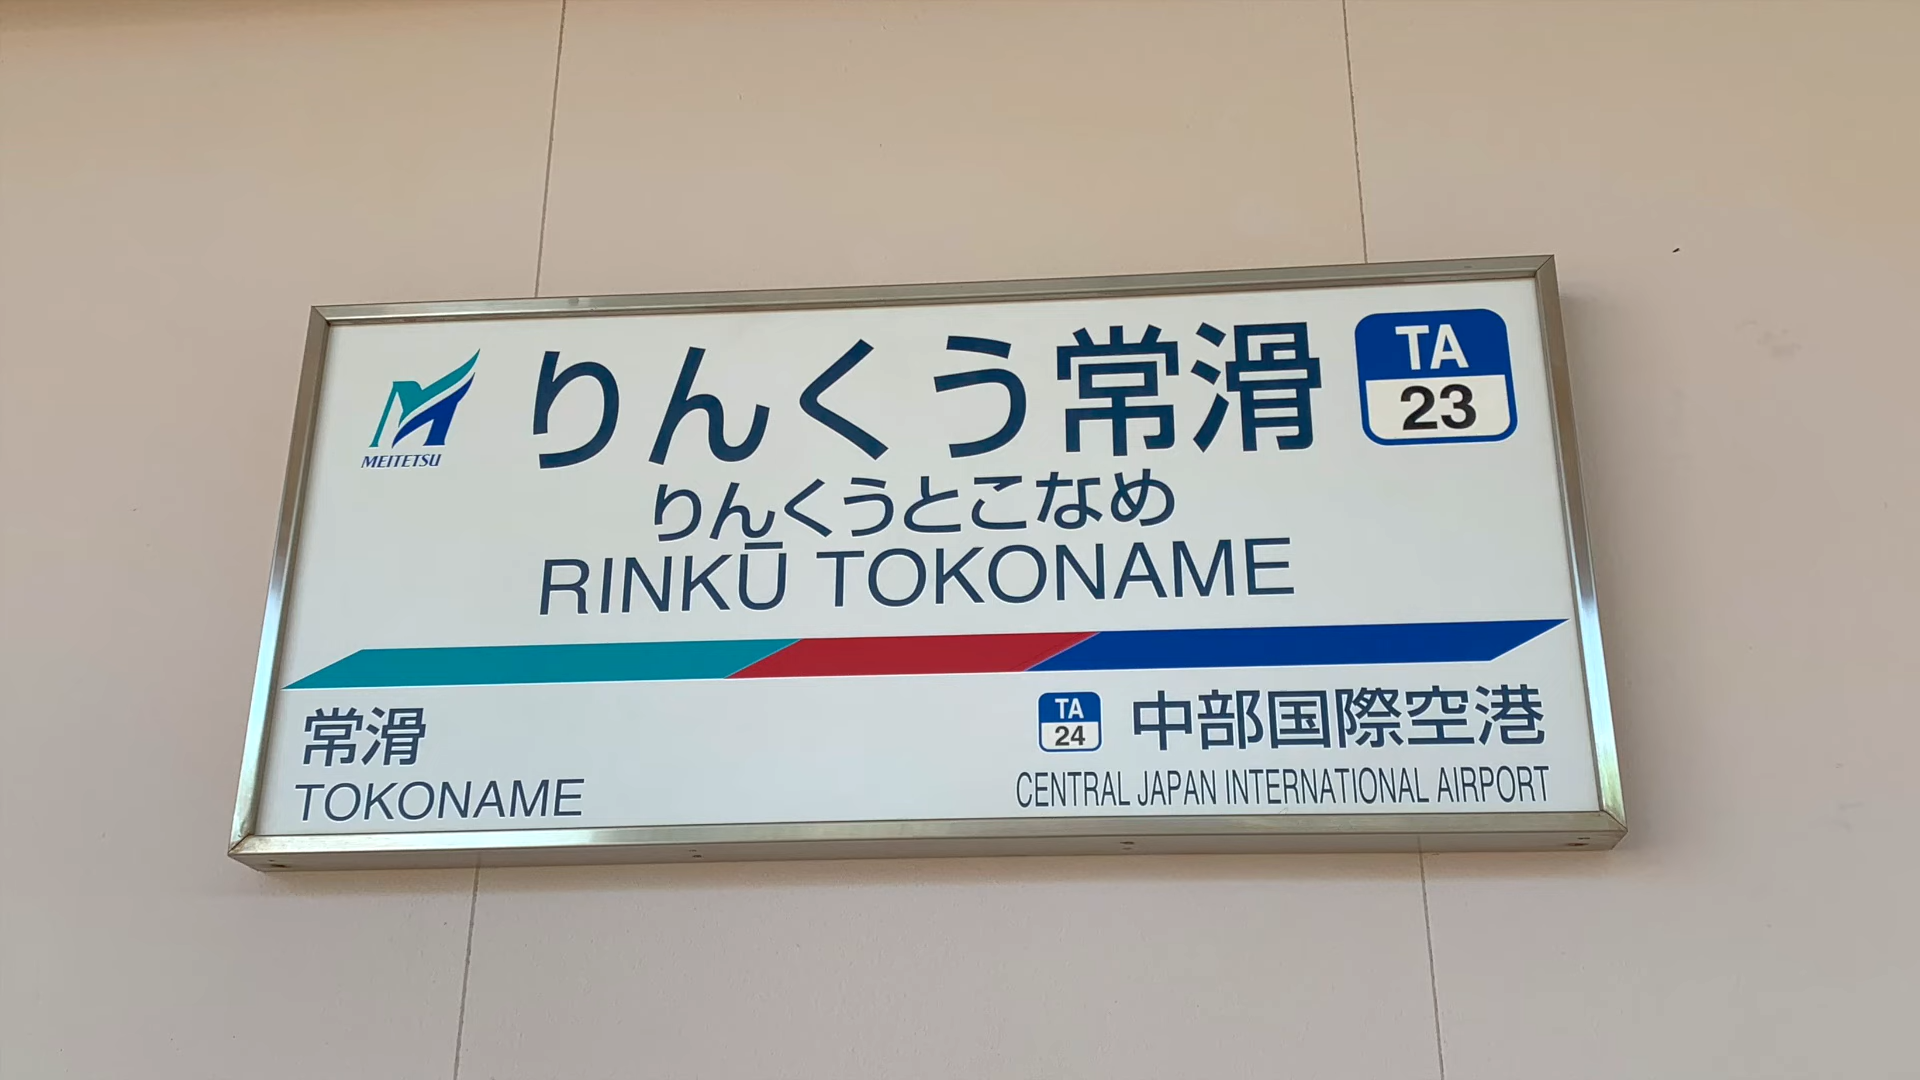 MEITETSU
りんくう常滑
TA
23
りんくうとこなめ
RINKŪ TOKONAME
常滑
TOKONAME
TA
24
中部国際空港
CENTRAL JAPAN INTERNATIONAL AIRPORT